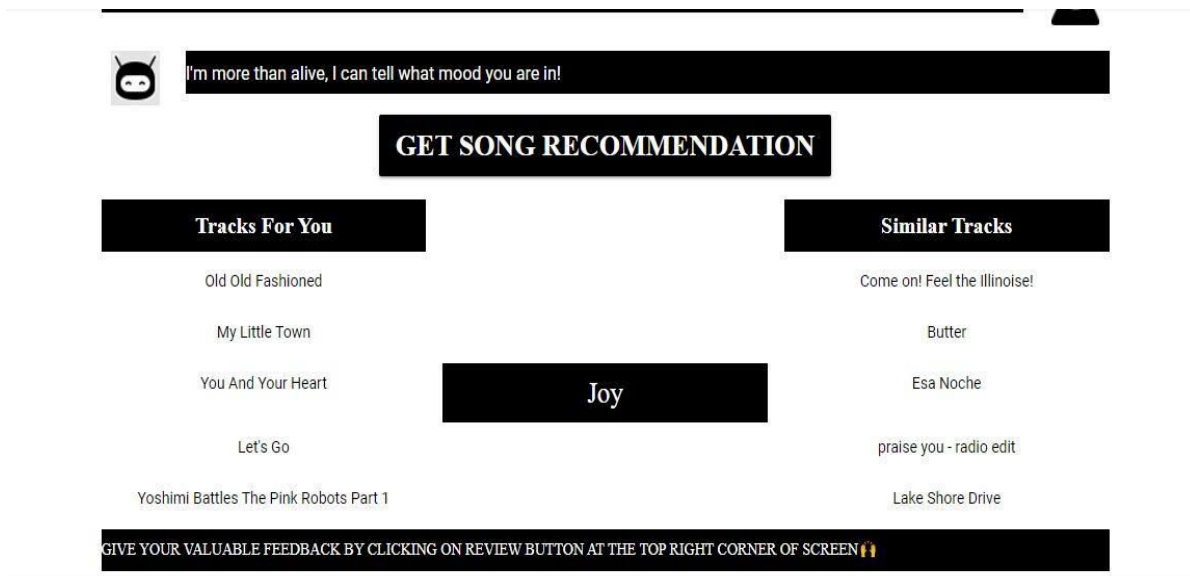 I'm more than alive, I can tell what mood you are in!
GET SONG RECOMMENDATION
Tracks For You
Old Old Fashioned
My Little Town
You And Your Heart
Let's Go
Yoshimi Battles The Pink Robots Part 1
Joy
Similar Tracks
Come on! Feel the Illinoise!
Butter
Esa Noche
praise you - radio edit
Lake Shore Drive
GIVE YOUR VALUABLE FEEDBACK BY CLICKING ON REVIEW BUTTON AT THE TOP RIGHT CORNER OF SCREEN🙌